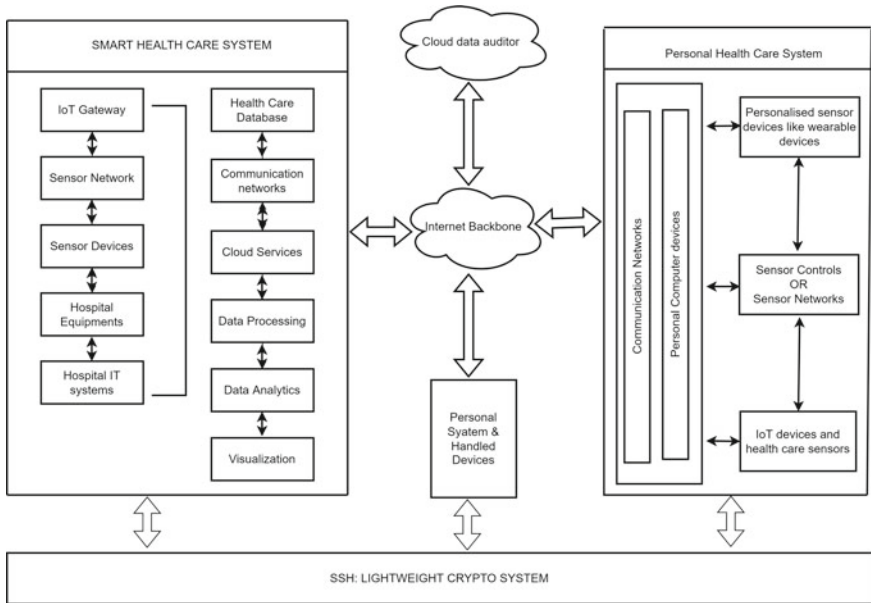 SMART HEALTH CARE SYSTEM
IoT Gateway
Sensor Network
Sensor Devices
Hospital
Equipments
Hospital IT
systems
Health Care
Database
Communication
networks
Cloud Services
Data Processing
Data Analytics
Visualization
Cloud data auditor
Internet Backbone
Personal
Syatem &
Handled
Devices
Personal Health Care System
Communication Networks
Personal Computer devices
Personalised sensor
devices like wearable
devices
Sensor Controls
OR
Sensor Networks
IoT devices and
health care sensors
SSH: LIGHTWEIGHT CRYPTO SYSTEM